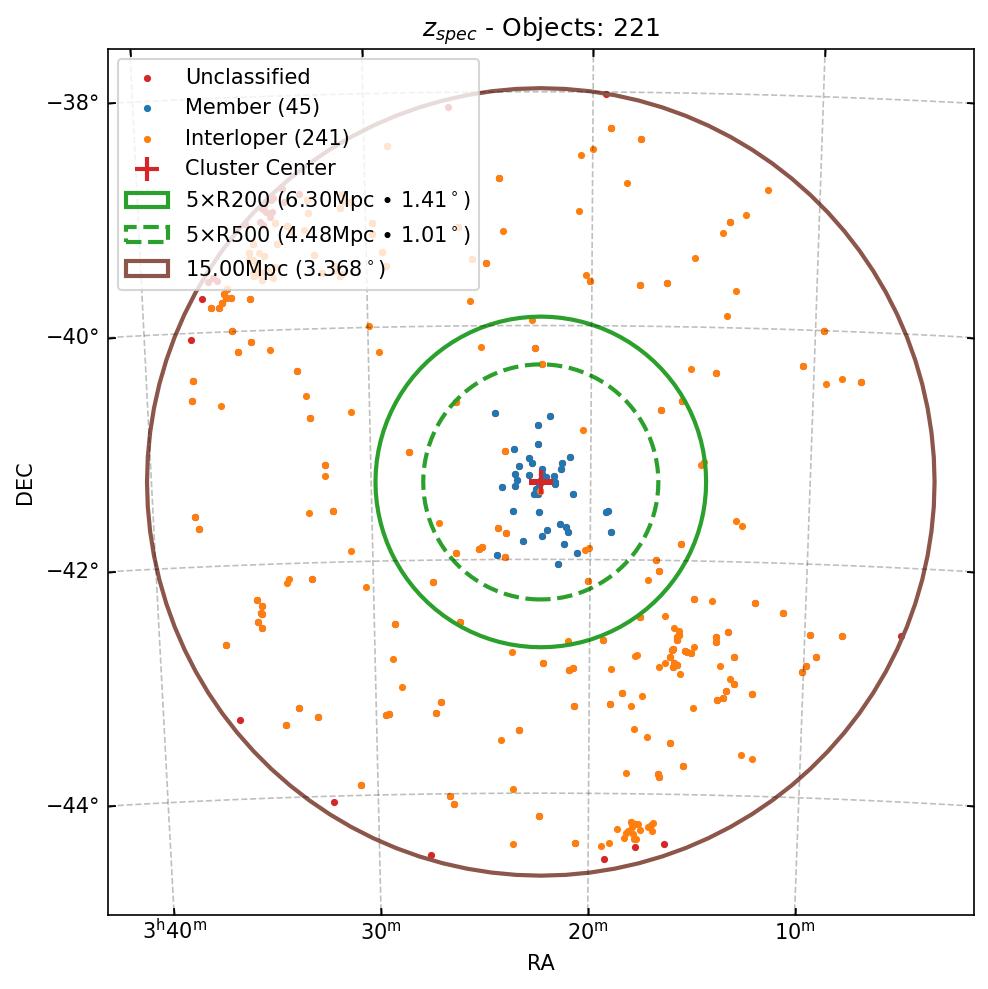 z_spec - Objects: 221
Unclassified
Member (45)
Interloper (241)
Cluster Center
5×R200 (6.30Mpc • 1.41°)
5×R500 (4.48Mpc • 1.01°)
15.00Mpc (3.368°)
−38°
−40°
−42°
−44°
DEC
3ʰ40ᵐ
30ᵐ
20ᵐ
10ᵐ
RA